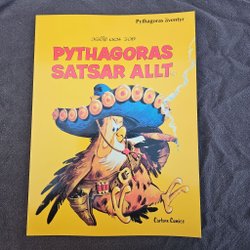 Pythagoras äventyr
PYTHAGORAS
SATSAR ALLT
Carlsen Comics